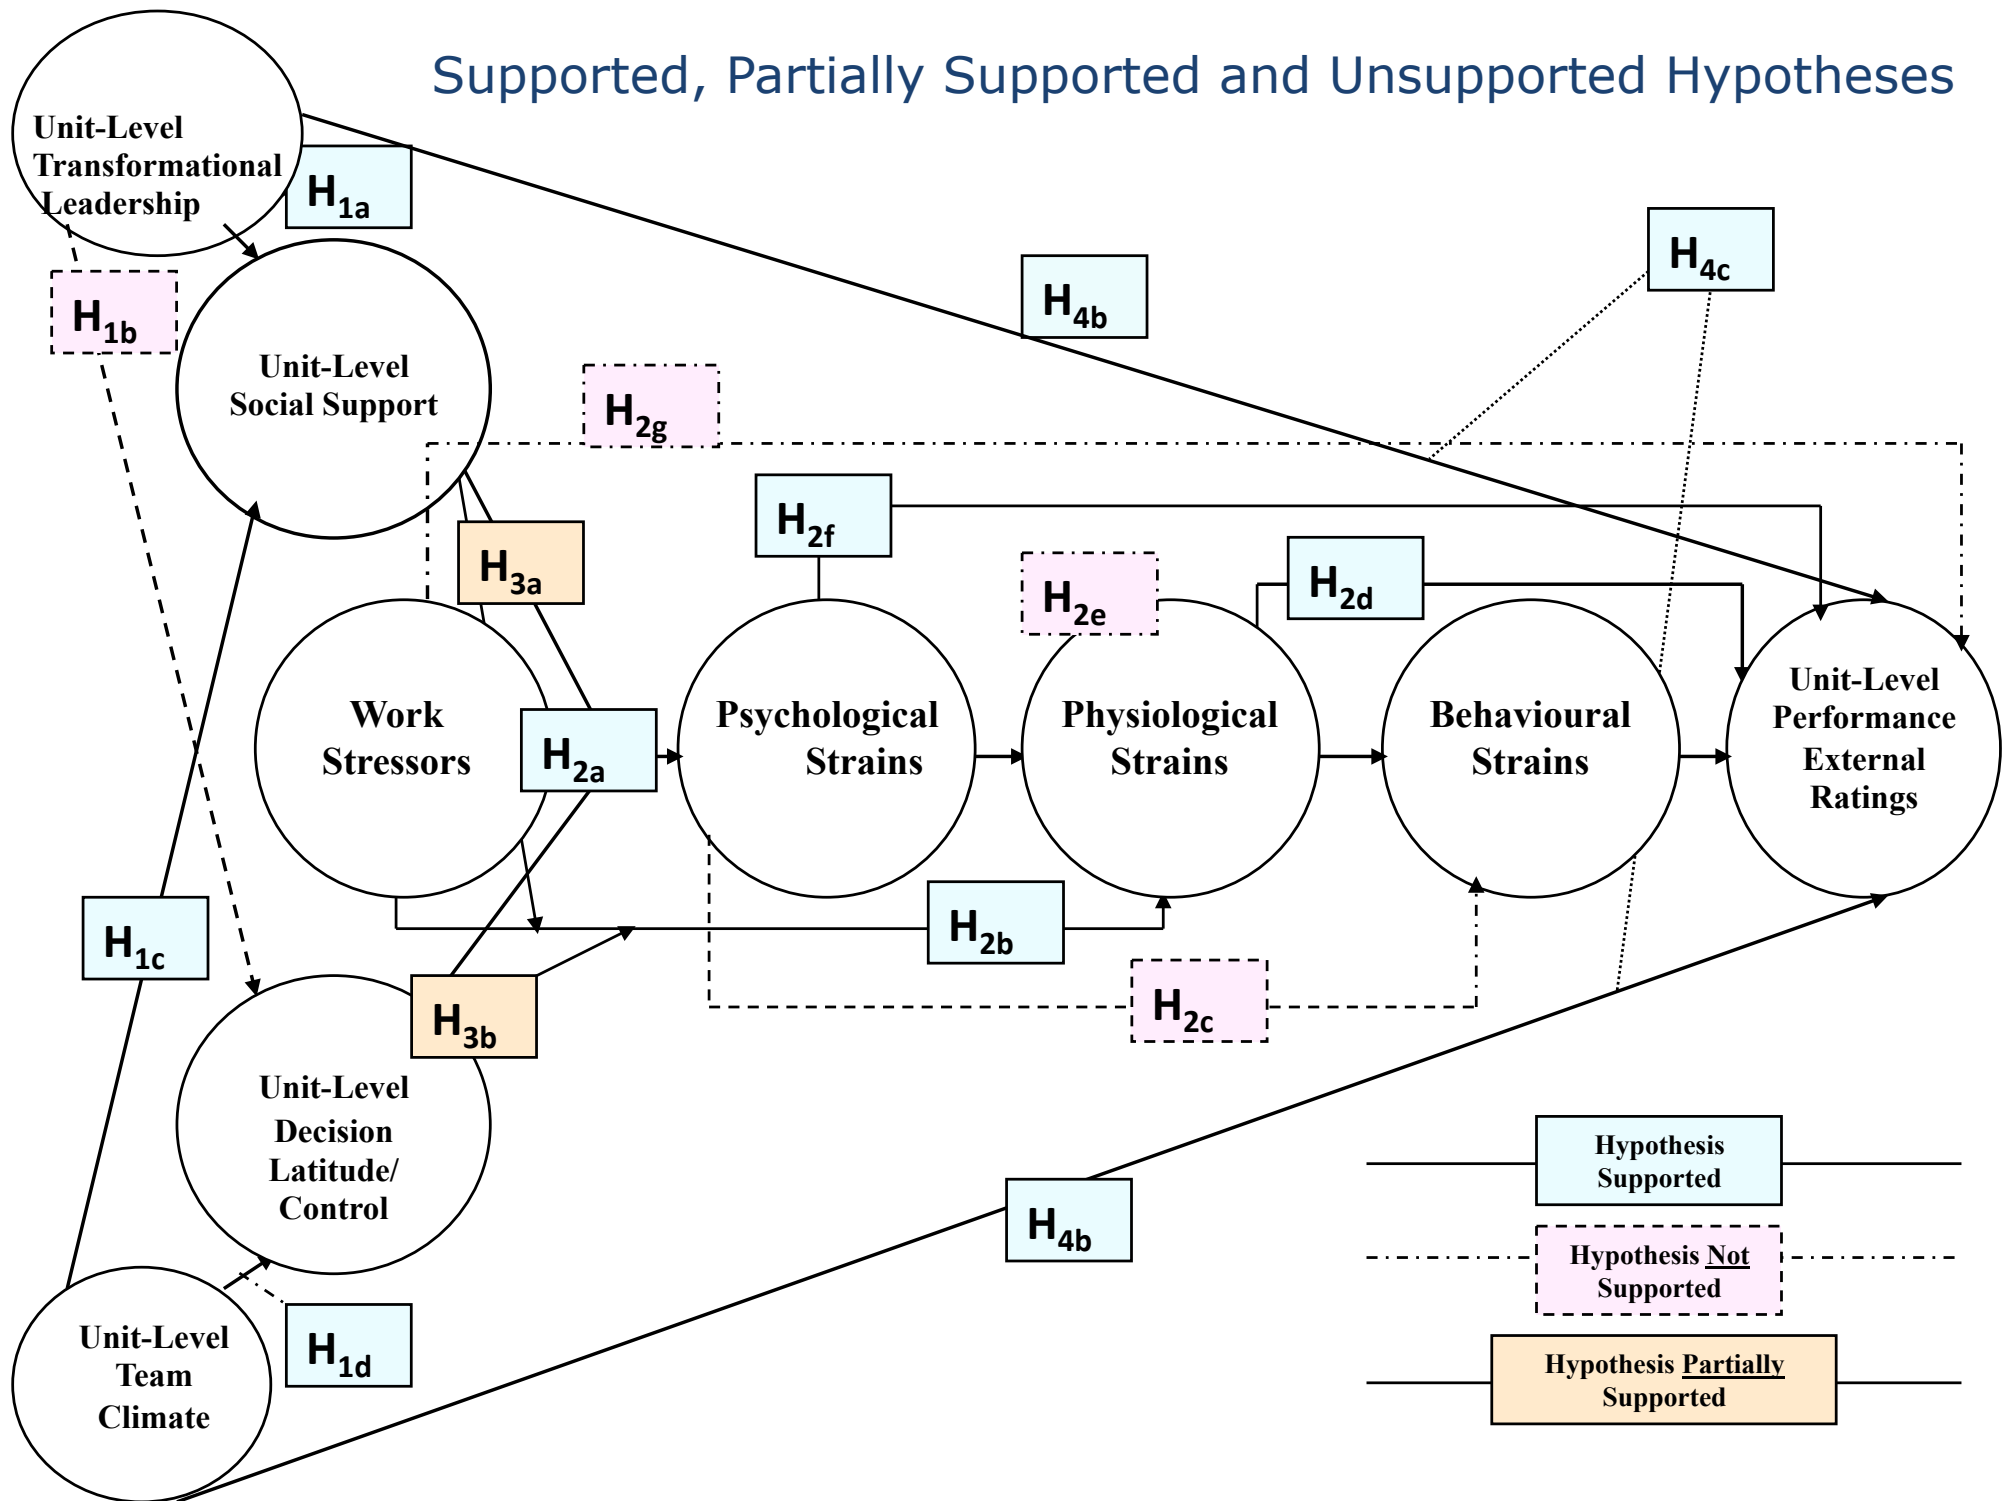 Supported, Partially Supported and Unsupported Hypotheses
Unit-Level
Transformational
Leadership
H1a
H1b
Unit-Level
Social Support
H4b
H4c
H2g
H3a
H2f
H2e
H2d
Work
Stressors
H2a
Psychological
Strains
Physiological
Strains
Behavioural
Strains
Unit-Level
Performance
External
Ratings
H1c
H2b
H2c
H3b
Unit-Level
Decision
Latitude/
Control
H4b
Unit-Level
Team
Climate
H1d
Hypothesis
Supported
Hypothesis Not
Supported
Hypothesis Partially
Supported